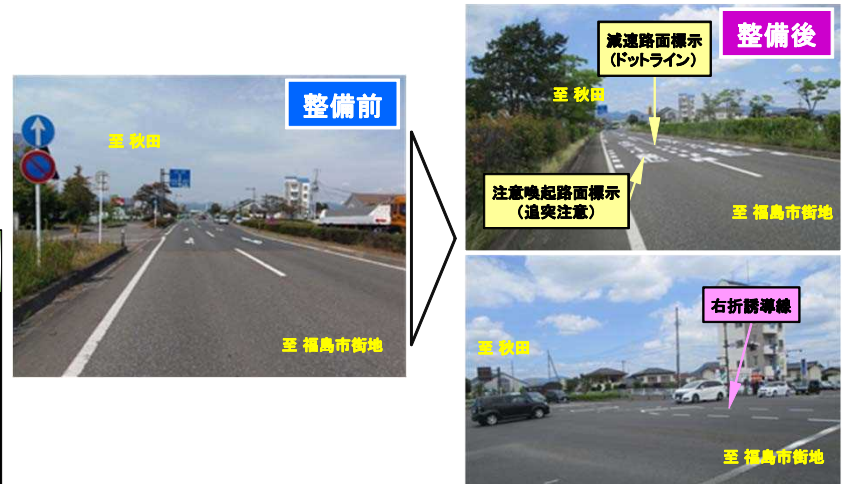 整備前
至 秋田
至 福島市街地
整備後
減速路面標示
(ドットライン)
至 秋田
注意喚起路面標示
(追突注意)
至 福島市街地
右折誘導線
至 秋田
至 福島市街地